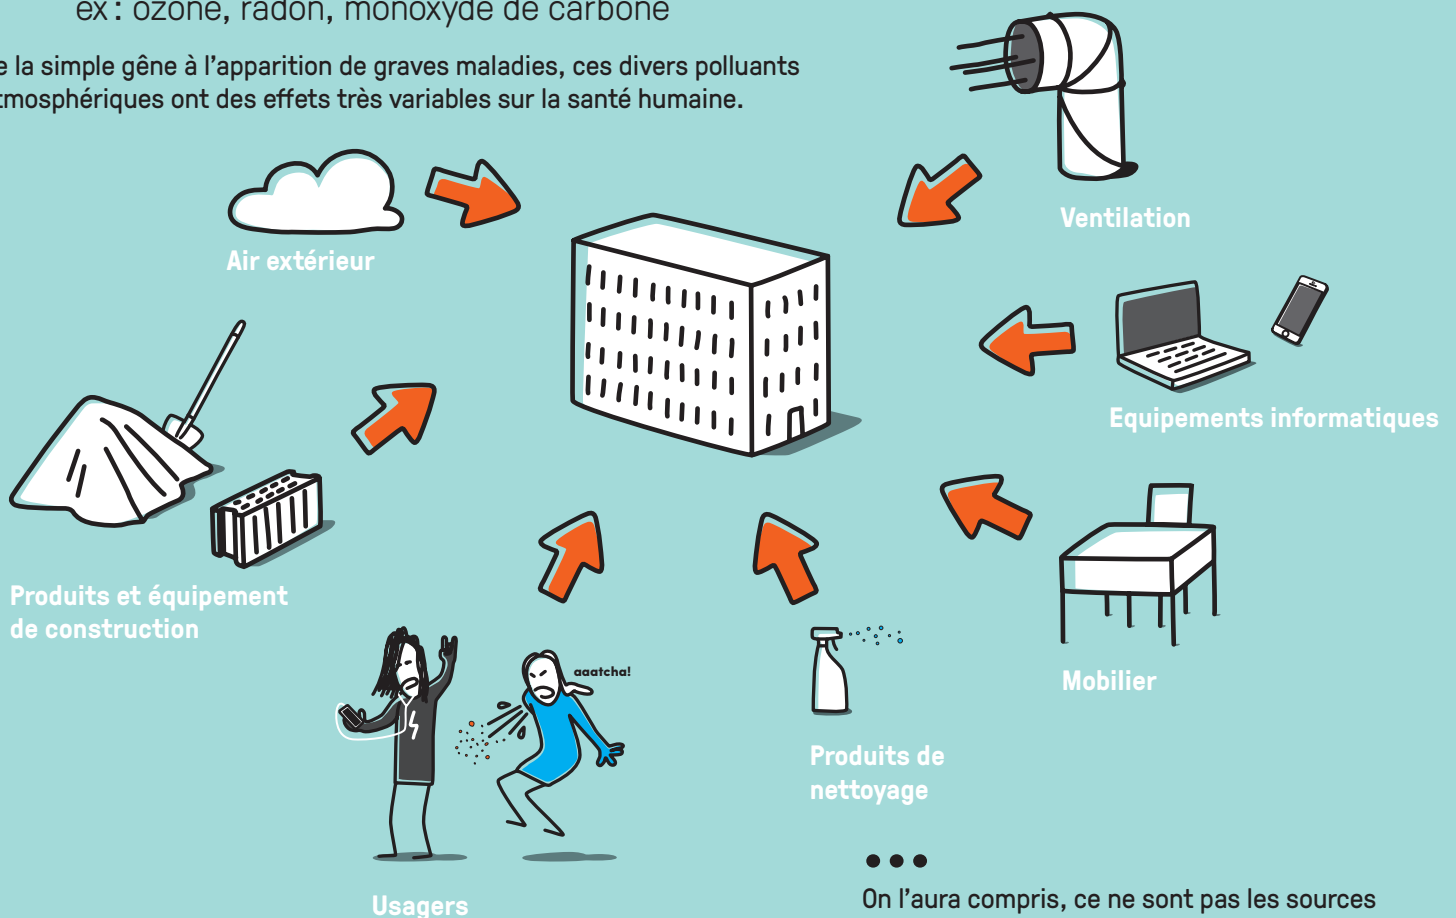 ex : ozone, radon, monoxyde de carbone
la simple gêne à l'apparition de graves maladies, ces divers polluants
tmosphériques ont des effets très variables sur la santé humaine.
Air extérieur
Ventilation
Equipements informatiques
Produits et équipement
de construction
aaatcha!
Mobilier
Produits de
nettoyage
Usagers
●●●
On l'aura compris, ce ne sont pas les sources